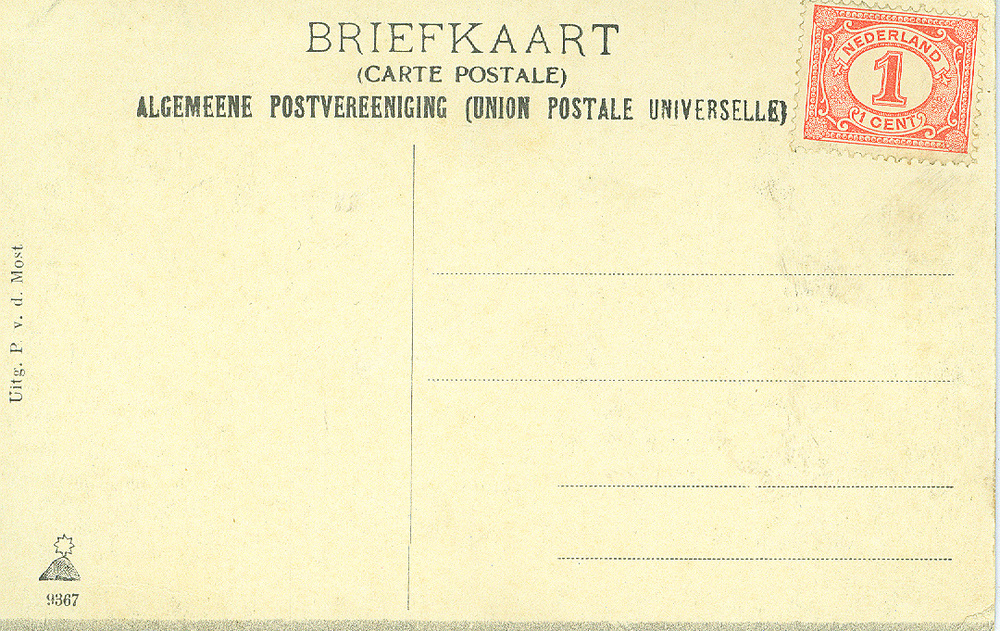 BRIEFKAART
(CARTE POSTALE)
ALGEMEENE POSTVEREENIGING (UNION POSTALE UNIVERSELLE)
NEDERLAND
1
1 CENT
Uitg. P. v. d. Most
9367